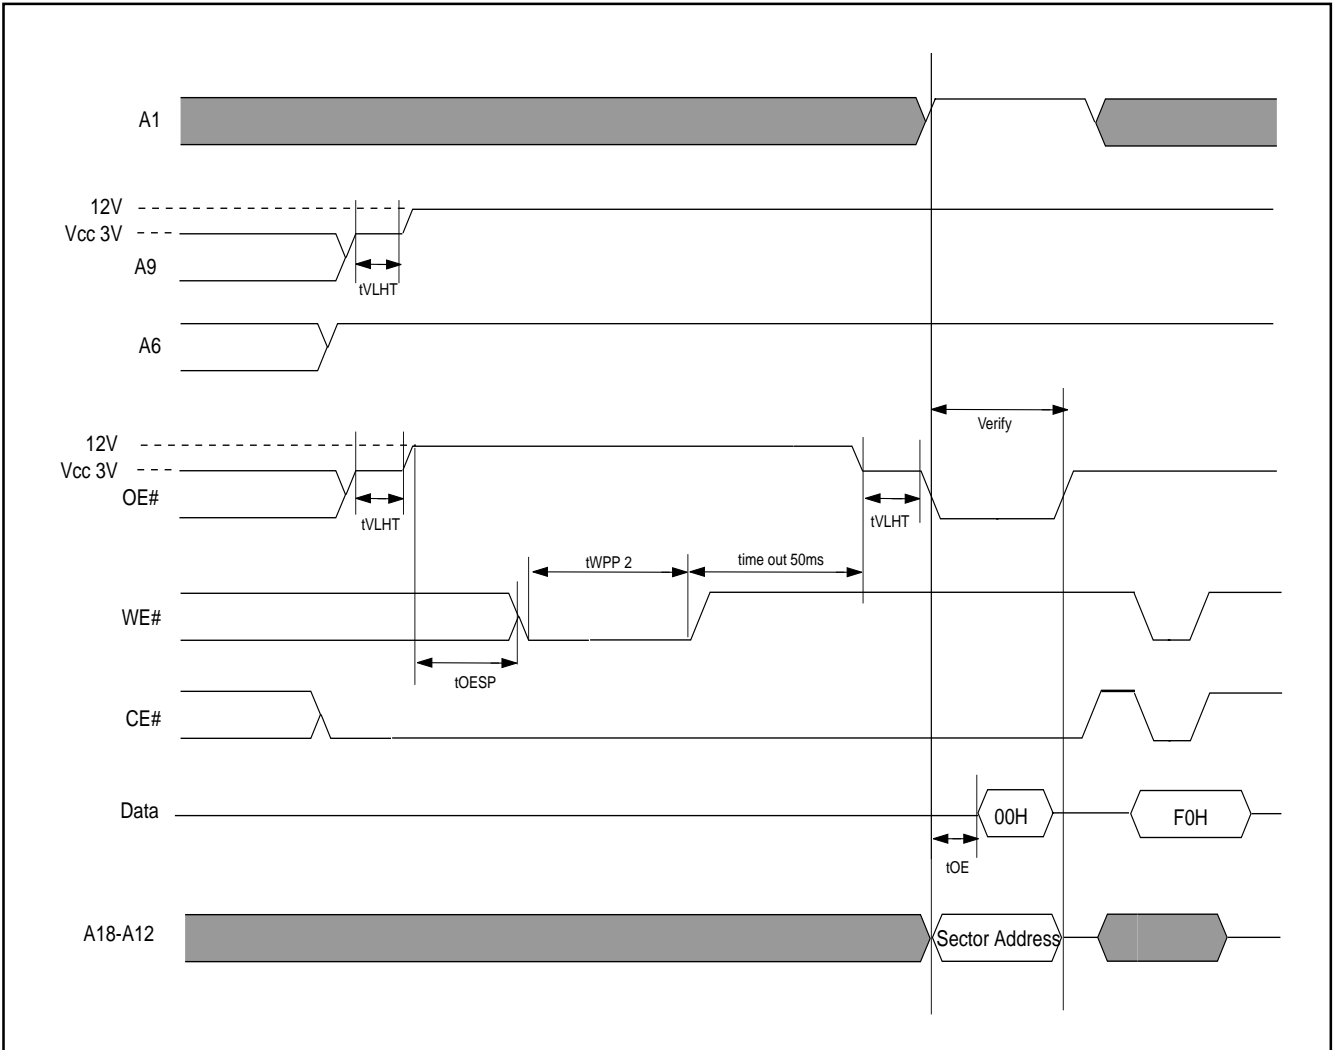 A1
12V
Vcc 3V
A9
tVLHT
A6
Verify
12V
Vcc 3V
OE#
tVLHT
tVLHT
tWPP 2
time out 50ms
WE#
tOESP
CE#
Data
00H
F0H
tOE
A18-A12
Sector Address